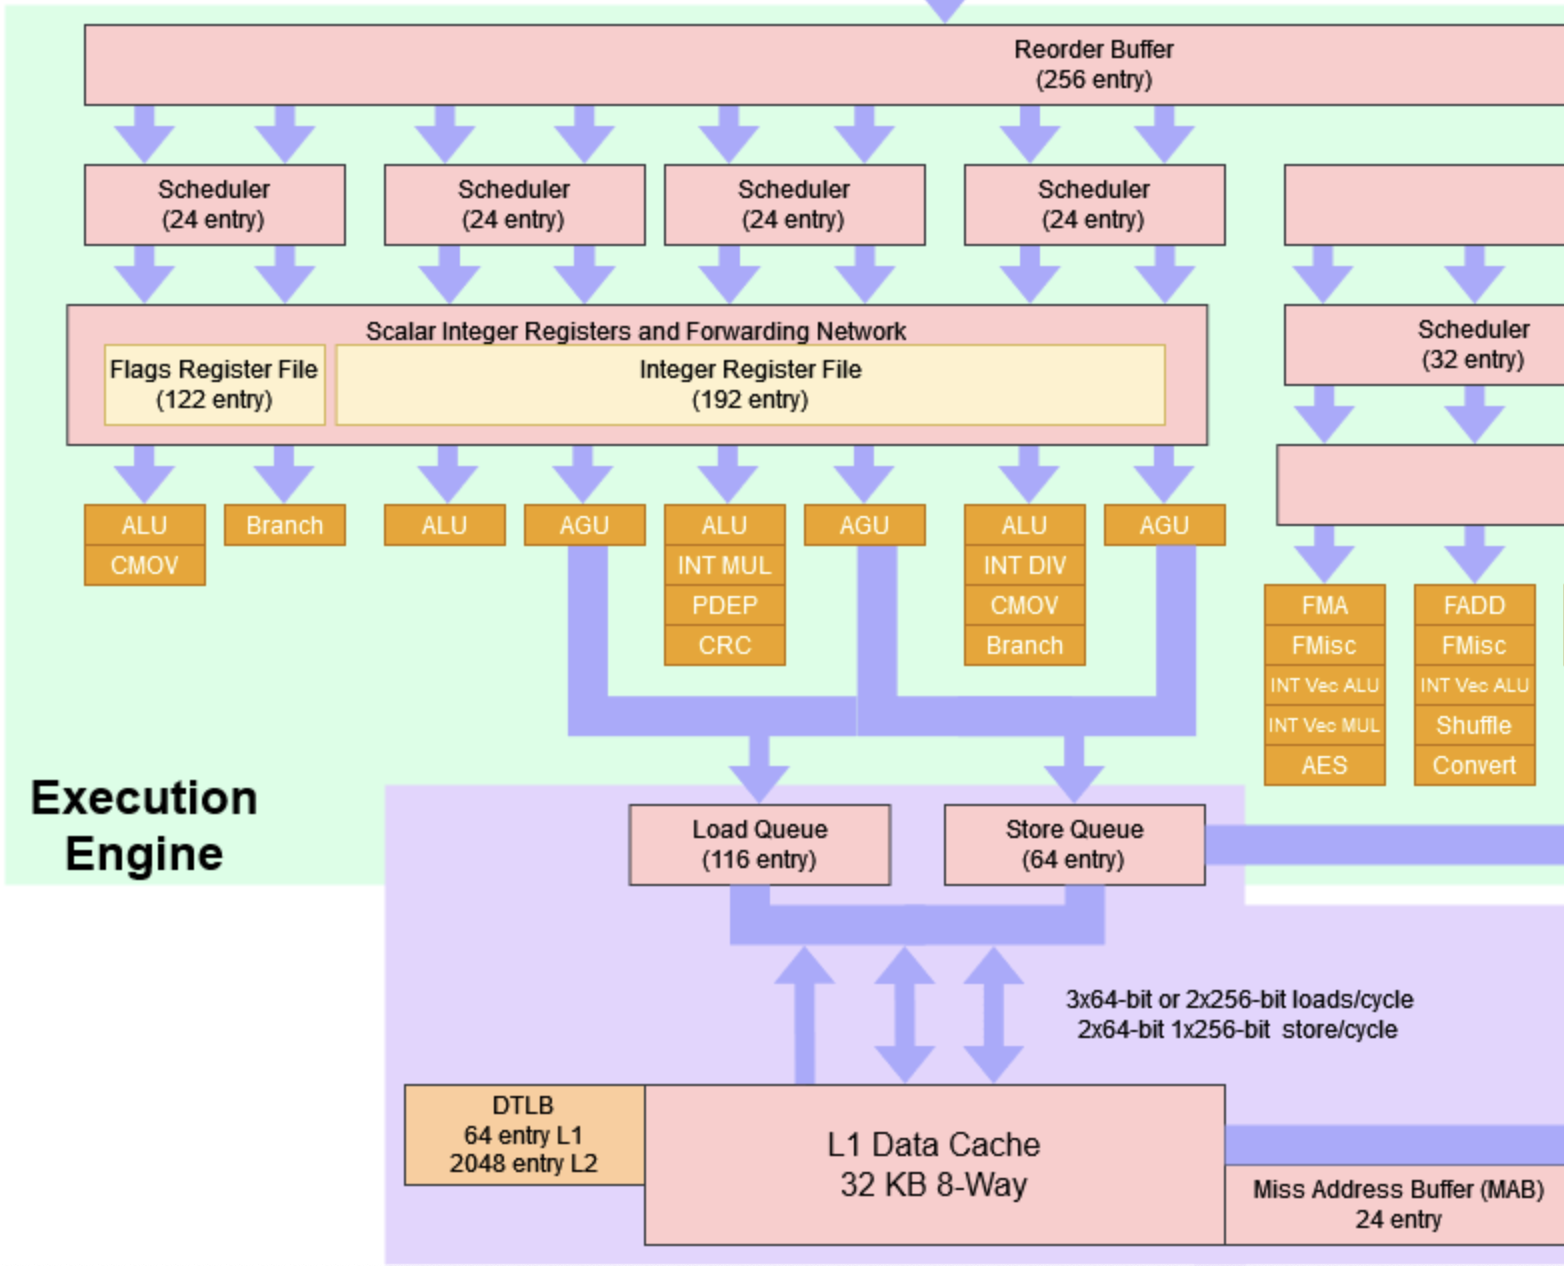 Reorder Buffer
(256 entry)
Scheduler
(24 entry)
Scheduler
(24 entry)
Scheduler
(24 entry)
Scheduler
(24 entry)
Scalar Integer Registers and Forwarding Network
Flags Register File
(122 entry)
Integer Register File
(192 entry)
Scheduler
(32 entry)
ALU
CMOV
Branch
ALU
AGU
ALU
INT MUL
PDEP
CRC
AGU
ALU
INT DIV
CMOV
Branch
AGU
FMA
FMisc
INT Vec ALU
INT Vec MUL
AES
FADD
FMisc
INT Vec ALU
Shuffle
Convert
Execution
Engine
Load Queue
(116 entry)
Store Queue
(64 entry)
3x64-bit or 2x256-bit loads/cycle
2x64-bit 1x256-bit store/cycle
DTLB
64 entry L1
2048 entry L2
L1 Data Cache
32 KB 8-Way
Miss Address Buffer (MAB)
24 entry